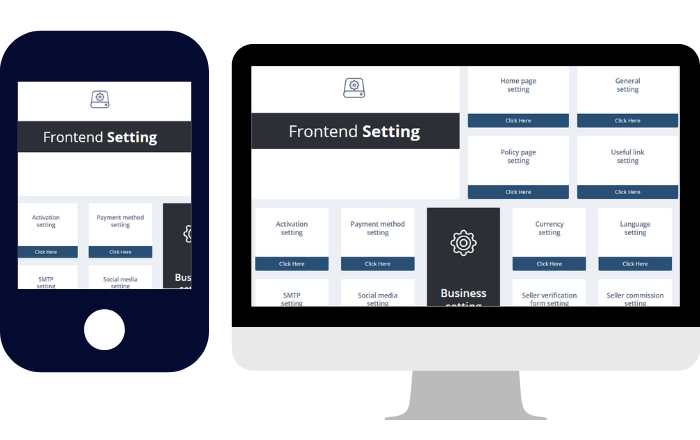 Frontend Setting
Activation
setting
Click Here
Payment method
setting
Click Here
SMTP
setting
Social media
setting
Frontend Setting
Home page
setting
Click Here
General
setting
Click Here
Policy page
setting
Click Here
Useful link
setting
Click Here
Activation
setting
Click Here
Payment method
setting
Click Here
Business
setting
Currency
setting
Click Here
Language
setting
Click Here
SMTP
setting
Social media
setting
Seller verification
form setting
Seller commission
setting